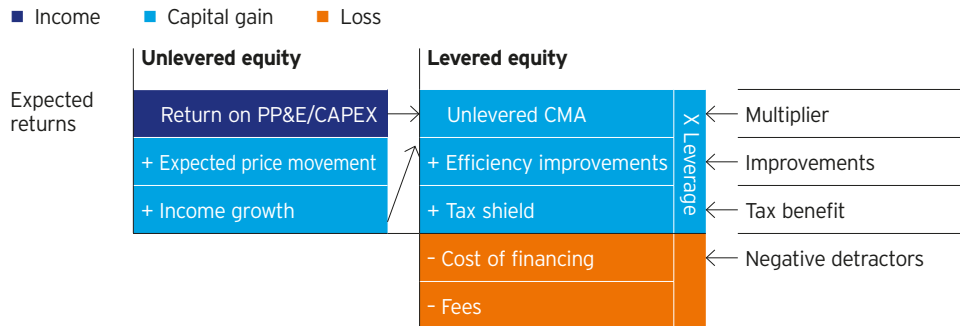 Income Capital gain Loss
Unlevered equity Levered equity
Expected returns
Return on PP&E/CAPEX Unlevered CMA Multiplier
+ Expected price movement + Efficiency improvements Improvements
+ Income growth + Tax shield Tax benefit
X Leverage
– Cost of financing Negative detractors
– Fees